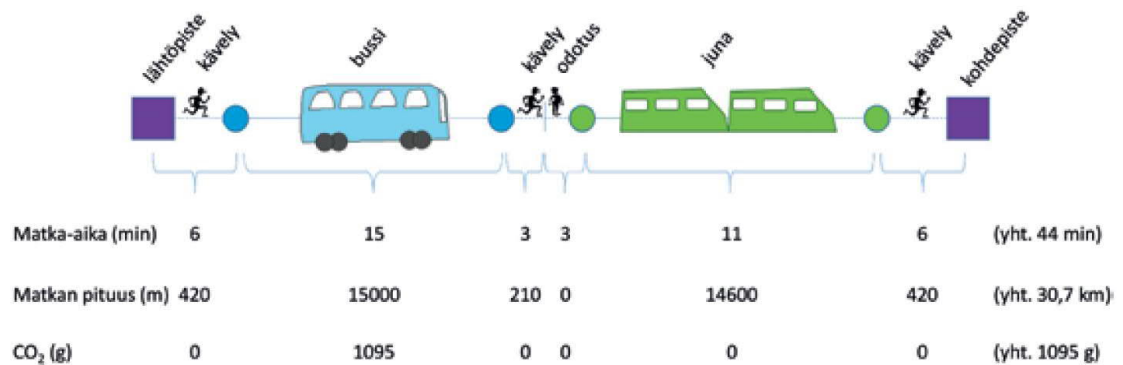 lähtöpiste kävely bussi kävely odotus juna kävely kohdepiste
Matka-aika (min) 6 15 3 3 11 6 (yht. 44 min)
Matkan pituus (m) 420 15000 210 0 14600 420 (yht. 30,7 km)
CO₂ (g) 0 1095 0 0 0 0 (yht. 1095 g)